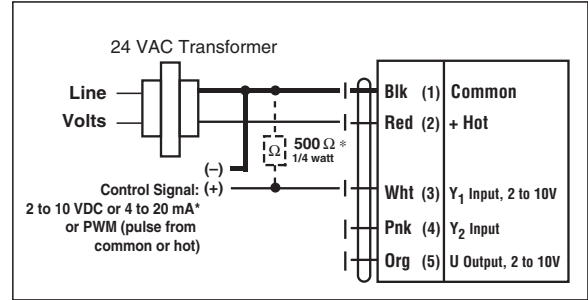 24 VAC Transformer
Line
Volts
Blk (1) Common
Red (2) + Hot
Ω 500 Ω *
1/4 watt
(–)
Control Signal: (+)
2 to 10 VDC or 4 to 20 mA*
or PWM (pulse from
common or hot)
Wht (3) Y1 Input, 2 to 10V
Pnk (4) Y2 Input
Org (5) U Output, 2 to 10V